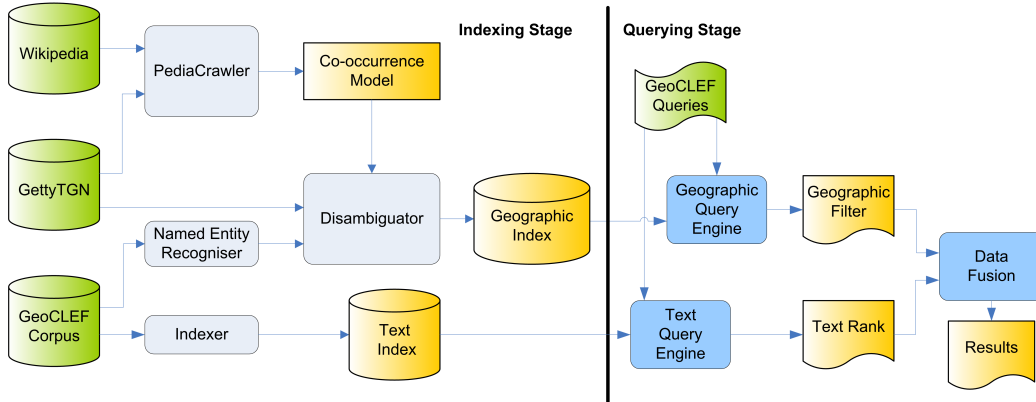 Indexing Stage
Querying Stage
Wikipedia
PediaCrawler
Co-occurrence
Model
GeoCLEF
Queries
GettyTGN
Disambiguator
Geographic
Index
Geographic
Query
Engine
Geographic
Filter
Named Entity
Recogniser
Data
Fusion
GeoCLEF
Corpus
Indexer
Text
Index
Text
Query
Engine
Text Rank
Results